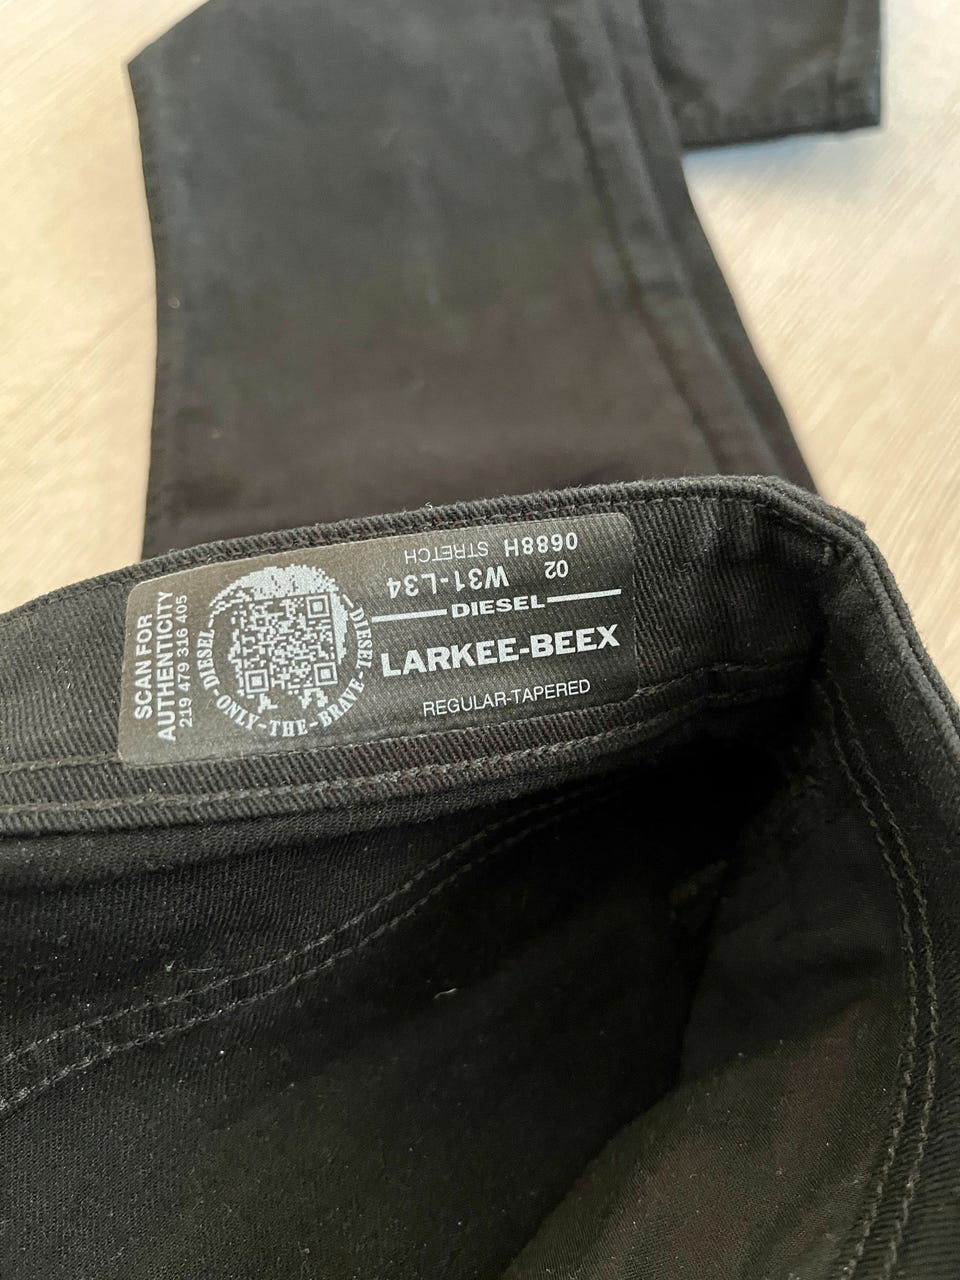 SCAN FOR
AUTHENTICITY
219 479 316 405
DIESEL-ONLY-THE-BRAVE-DIESEL-
0688H STRETCH
02
W31-L34
DIESEL
LARKEE-BEEX
REGULAR-TAPERED